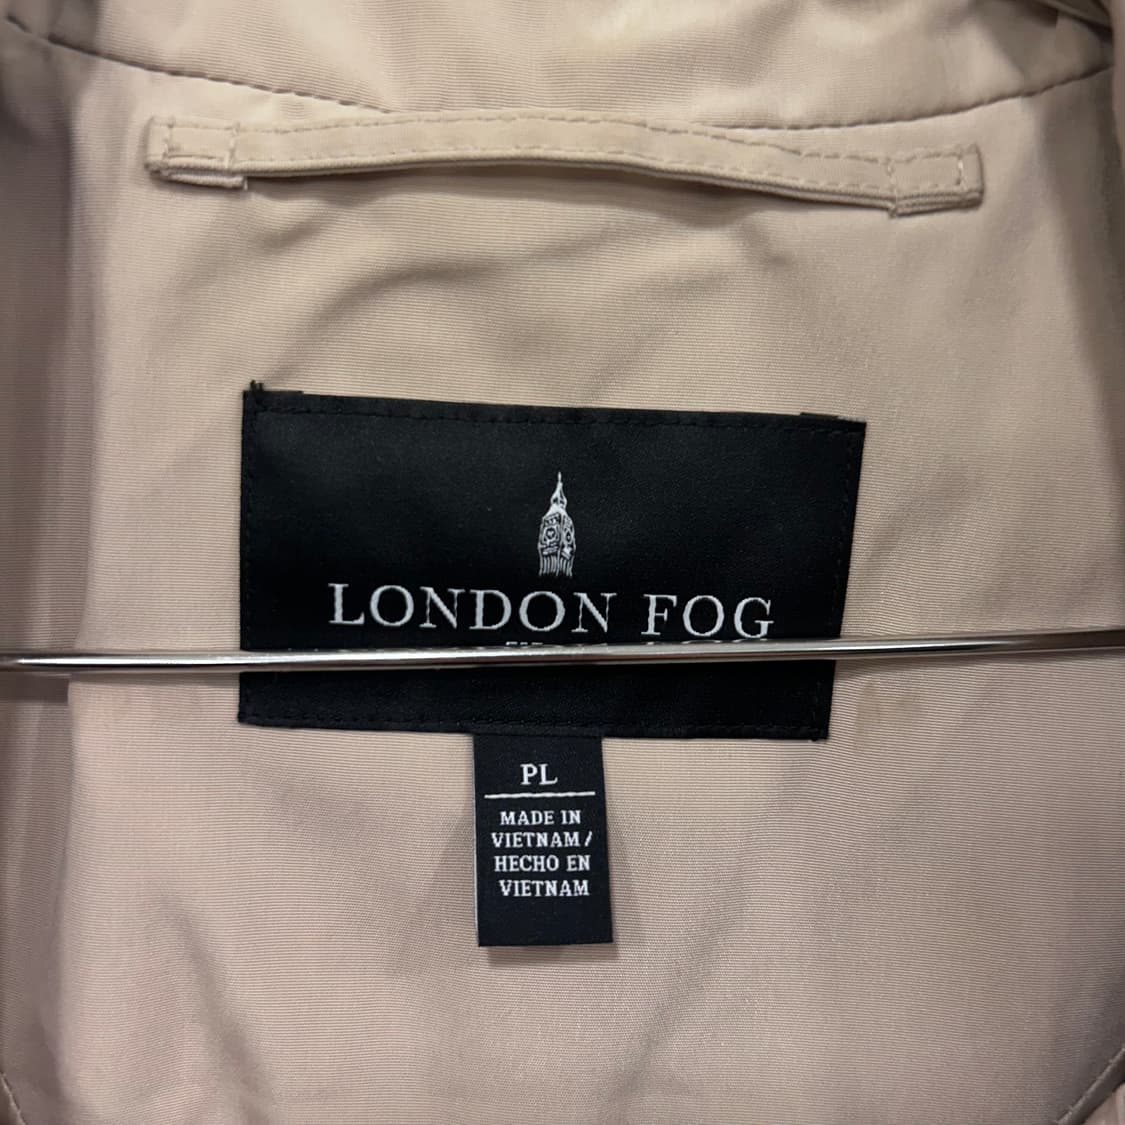 LONDON FOG
PL
MADE IN
VIETNAM /
HECHO EN
VIETNAM